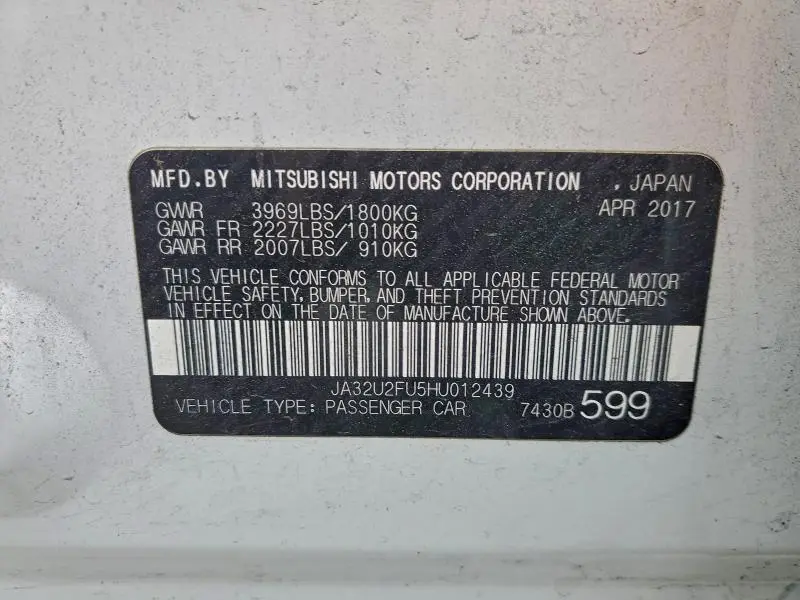 MFD.BY MITSUBISHI MOTORS CORPORATION , JAPAN
GVWR 3969LBS/1800KG APR 2017
GAWR FR 2227LBS/1010KG
GAWR RR 2007LBS/ 910KG
THIS VEHICLE CONFORMS TO ALL APPLICABLE FEDERAL MOTOR
VEHICLE SAFETY, BUMPER, AND THEFT PREVENTION STANDARDS
IN EFFECT ON THE DATE OF MANUFACTURE SHOWN ABOVE.
JA32U2FU5HU012439
VEHICLE TYPE: PASSENGER CAR 7430B 599